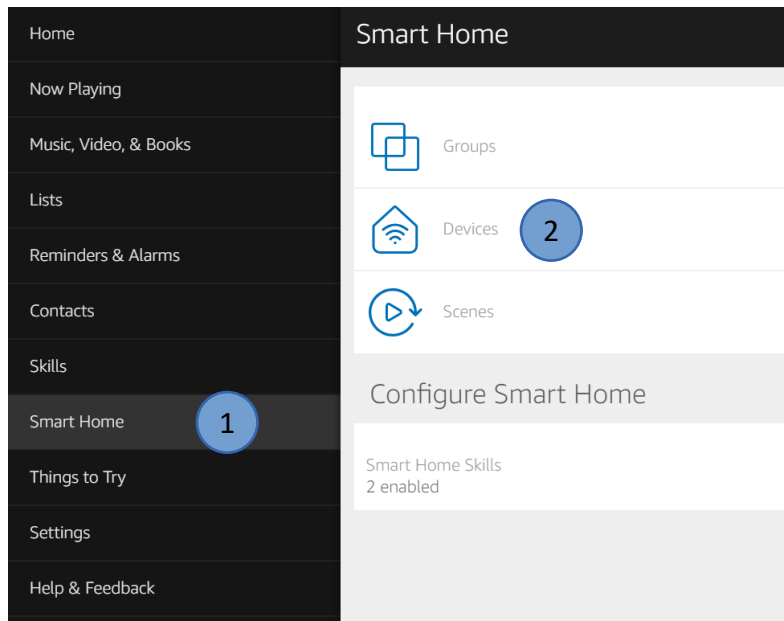 Home
Now Playing
Music, Video, & Books
Lists
Reminders & Alarms
Contacts
Skills
Smart Home
1
Things to Try
Settings
Help & Feedback
Smart Home
Groups
Devices
2
Scenes
Configure Smart Home
Smart Home Skills
2 enabled